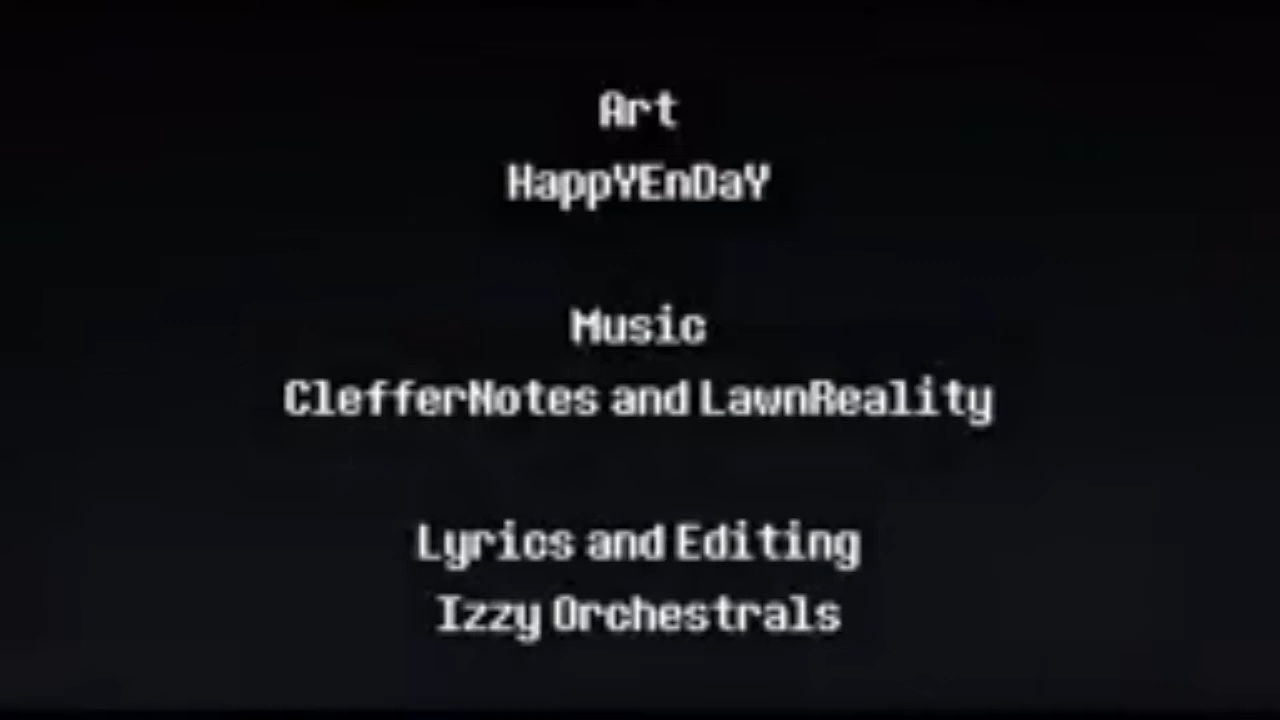 Art
HappYEnDaY
Music
ClefferNotes and LawnReality
Lyrics and Editing
Izzy Orchestrals